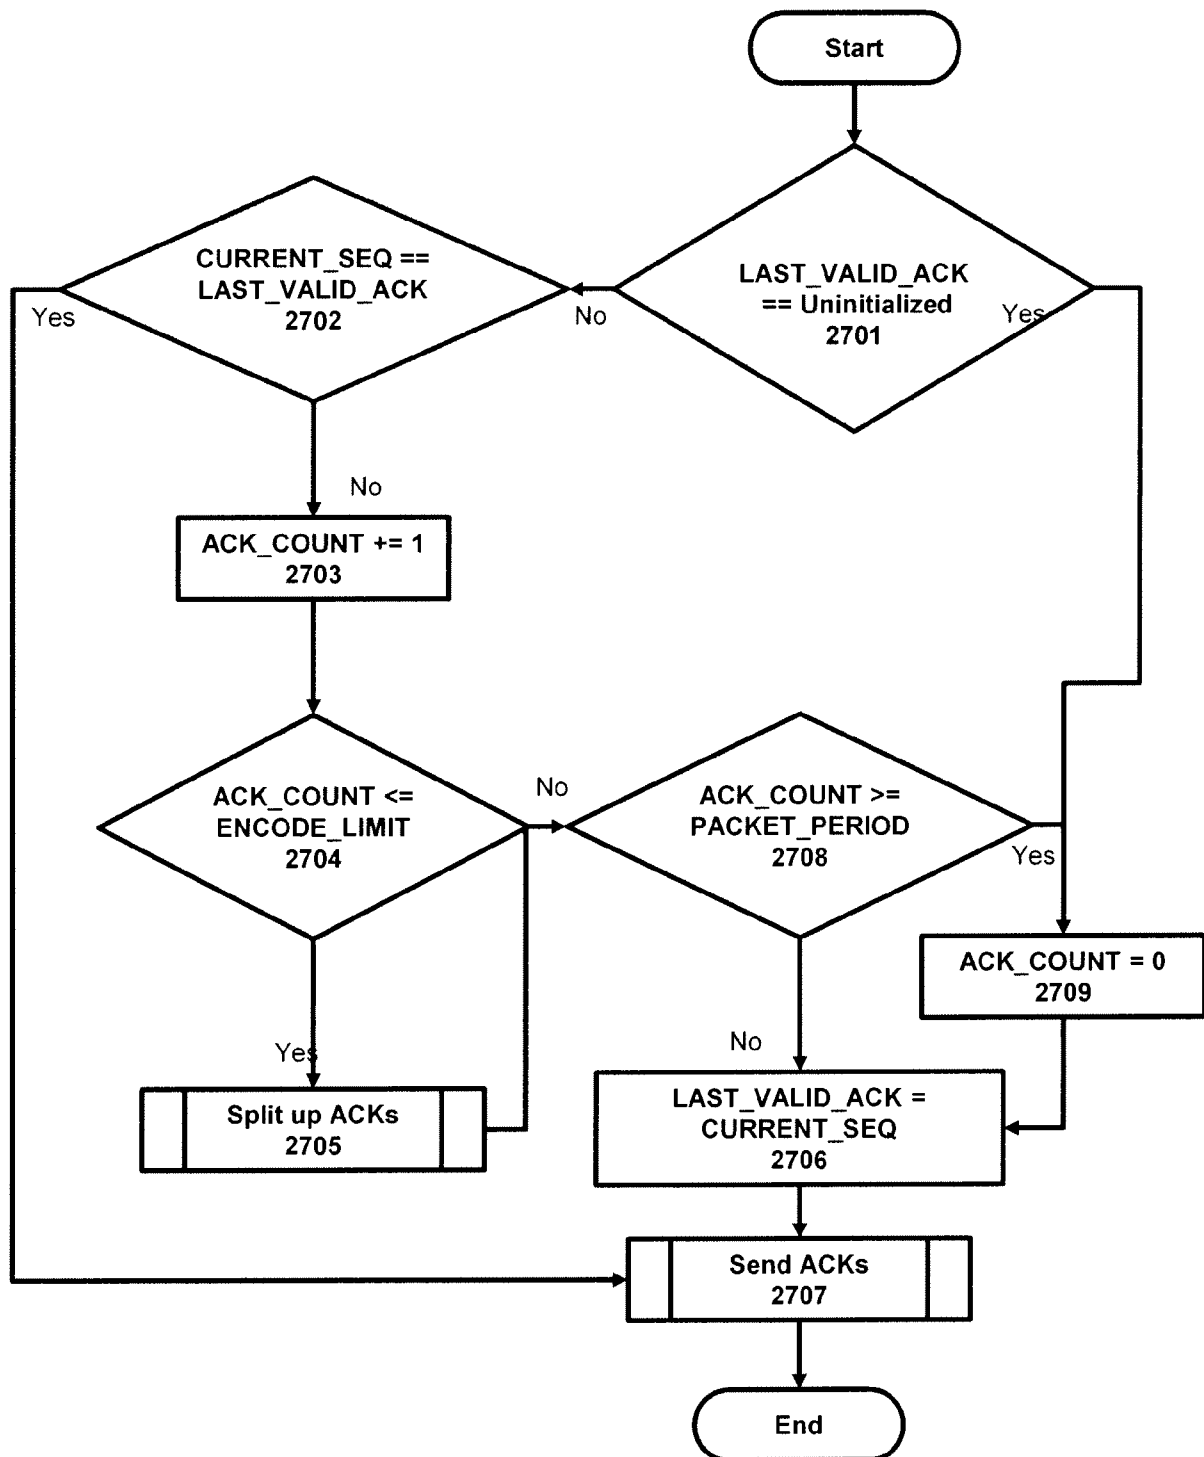 Start
LAST_VALID_ACK
== Uninitialized
2701
Yes
No
CURRENT_SEQ ==
LAST_VALID_ACK
2702
Yes
No
ACK_COUNT += 1
2703
ACK_COUNT <=
ENCODE_LIMIT
2704
No
Yes
Split up ACKs
2705
ACK_COUNT >=
PACKET_PERIOD
2708
Yes
No
ACK_COUNT = 0
2709
LAST_VALID_ACK =
CURRENT_SEQ
2706
Send ACKs
2707
End